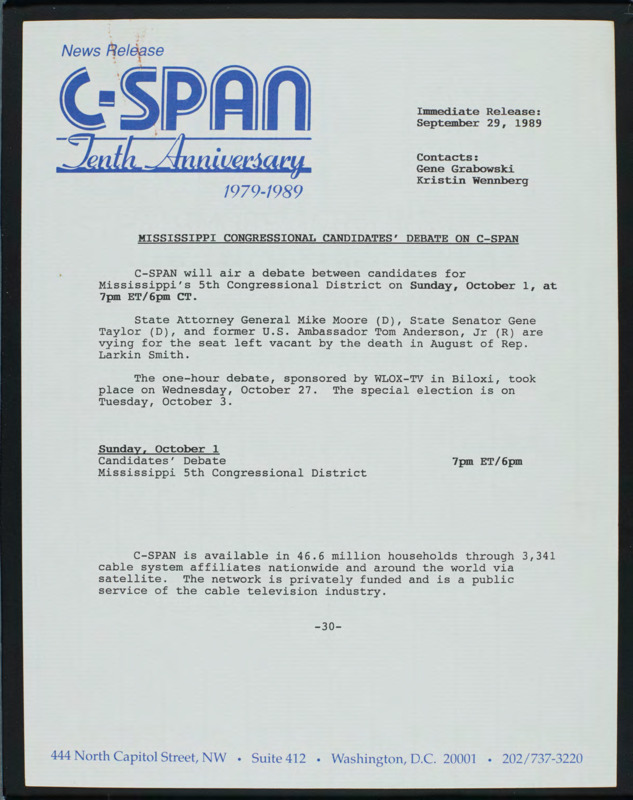 News Release
C-SPAN
Tenth Anniversary
1979-1989
Immediate Release:
September 29, 1989
Contacts:
Gene Grabowski
Kristin Wennberg
MISSISSIPPI CONGRESSIONAL CANDIDATES' DEBATE ON C-SPAN
C-SPAN will air a debate between candidates for
Mississippi's 5th Congressional District on Sunday, October 1, at
7pm ET/6pm CT.
State Attorney General Mike Moore (D), State Senator Gene
Taylor (D), and former U.S. Ambassador Tom Anderson, Jr (R) are
vying for the seat left vacant by the death in August of Rep.
Larkin Smith.
The one-hour debate, sponsored by WLOX-TV in Biloxi, took
place on Wednesday, October 27. The special election is on
Tuesday, October 3.
Sunday, October 1
Candidates' Debate 7pm ET/6pm
Mississippi 5th Congressional District
C-SPAN is available in 46.6 million households through 3,341
cable system affiliates nationwide and around the world via
satellite. The network is privately funded and is a public
service of the cable television industry.
-30-
444 North Capitol Street, NW • Suite 412 • Washington, D.C. 20001 • 202/737-3220